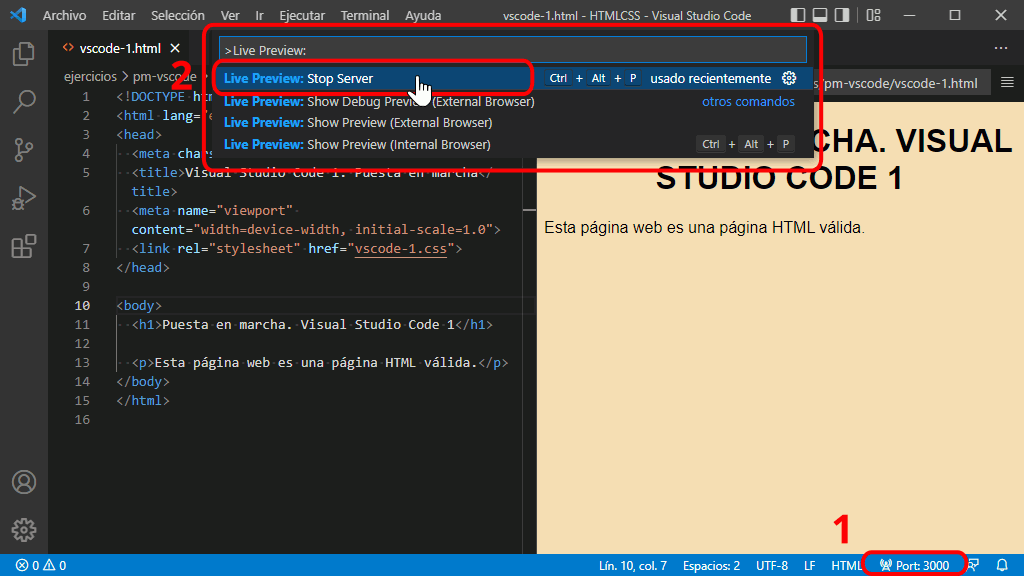 Archivo Editar Selección Ver Ir Ejecutar Terminal Ayuda vscode-1.html - HTMLCSS - Visual Studio Code
vscode-1.html
>Live Preview:
2
Live Preview: Stop Server Ctrl + Alt + P usado recientemente
Live Preview: Show Debug Preview (External Browser) otros comandos
Live Preview: Show Preview (External Browser)
Live Preview: Show Preview (Internal Browser) Ctrl + Alt + P
ejercicios > pm-vscode
s/pm-vscode/vscode-1.html
1 <!DOCTYPE
2 <html lang=
3 <head>
4 <meta
5 <title>Visual Studio Code 1. Puesta en marcha</
title>
6 <meta name="viewport"
content="width=device-width, initial-scale=1.0">
7 <link rel="stylesheet" href="vscode-1.css">
8 </head>
9
10 <body>
11 <h1>Puesta en marcha. Visual Studio Code 1</h1>
12
13 <p>Esta página web es una página HTML válida.</p>
14 </body>
15 </html>
16
CHA. VISUAL
STUDIO CODE 1
Esta página web es una página HTML válida.
1
0 0 Lín. 10, col. 7 Espacios: 2 UTF-8 LF HTML Port: 3000